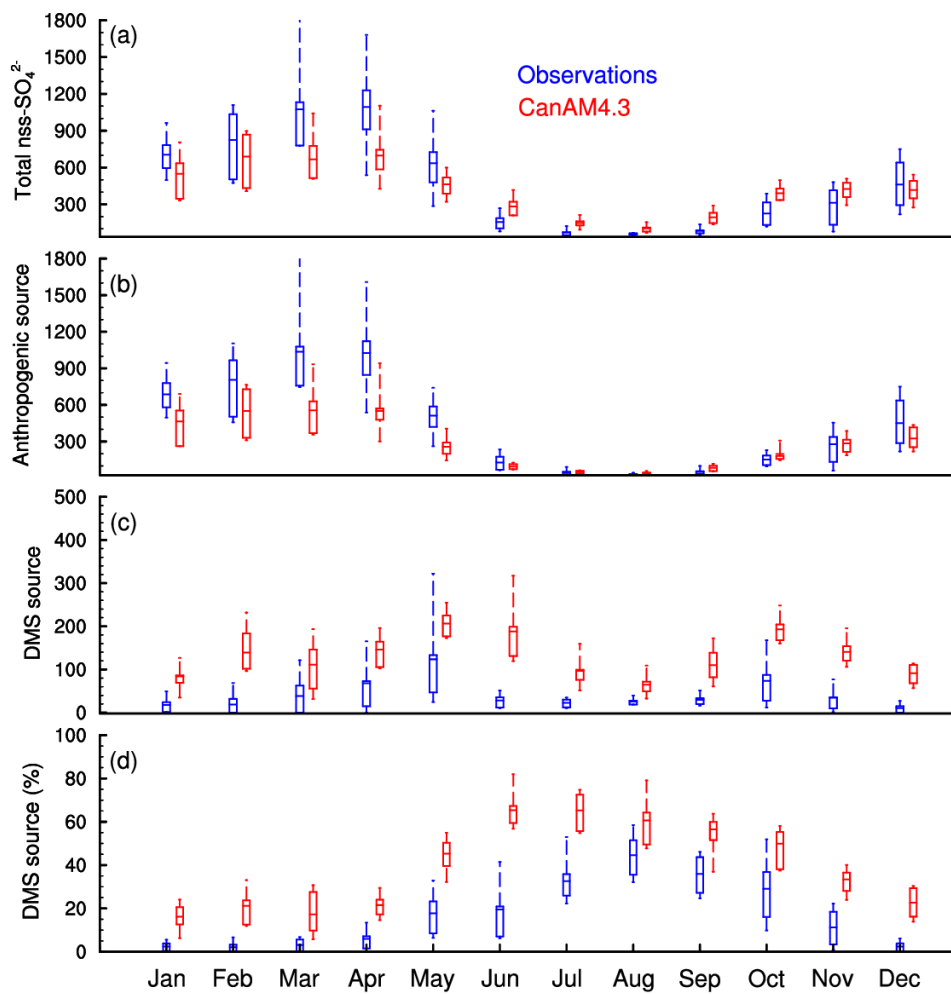 (a)
Total nss-SO₄²⁻
1800
1500
1200
900
600
300
Observations
CanAM4.3
(b)
Anthropogenic source
1800
1500
1200
900
600
300
(c)
DMS source
500
400
300
200
100
0
(d)
DMS source (%)
100
80
60
40
20
0
Jan Feb Mar Apr May Jun Jul Aug Sep Oct Nov Dec